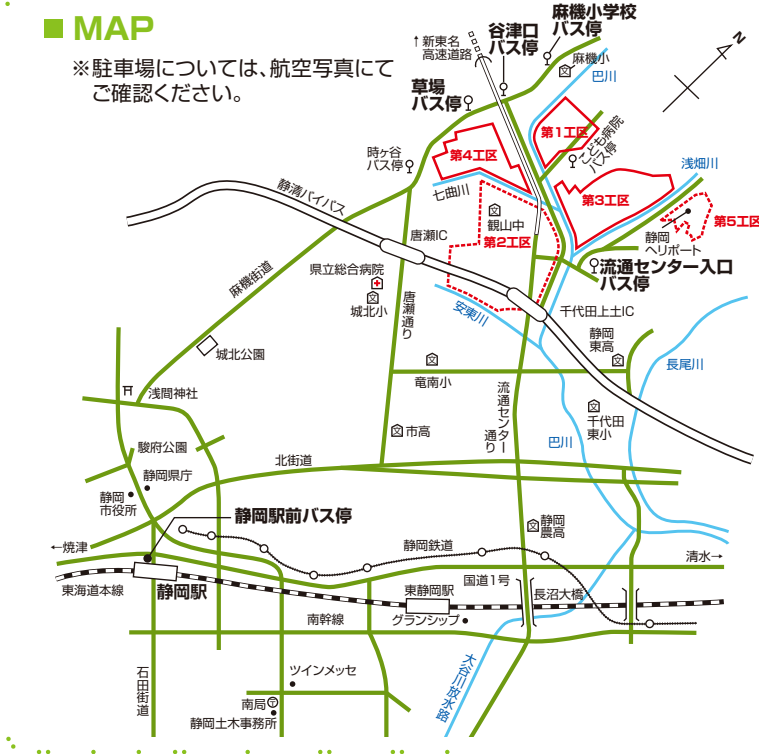 ■ MAP
※駐車場については、航空写真にて
ご確認ください。
↑新東名
高速道路
谷津口
バス停
麻機小学校
バス停
麻機小
巴川
N
草場
バス停
第1工区
こども病院
バス停
時ヶ谷
バス停
第4工区
浅畑川
七曲川
第3工区
静清バイパス
観山中
第5工区
唐瀬IC
第2工区
静岡
ヘリポート
流通センター入口
バス停
県立総合病院
麻機街道
城北小
唐瀬通り
安東川
千代田上土IC
静岡
東高
城北公園
長尾川
竜南小
流通センター
通り
浅間神社
千代田
東小
市高
巴川
駿府公園
北街道
静岡県庁
静岡
市役所
静岡駅前バス停
静岡
農高
←焼津
静岡鉄道
清水→
東海道本線
静岡駅
東静岡駅
国道1号
長沼大橋
南幹線
グランシップ
石田街道
ツインメッセ
大谷川放水路
南局
静岡土木事務所